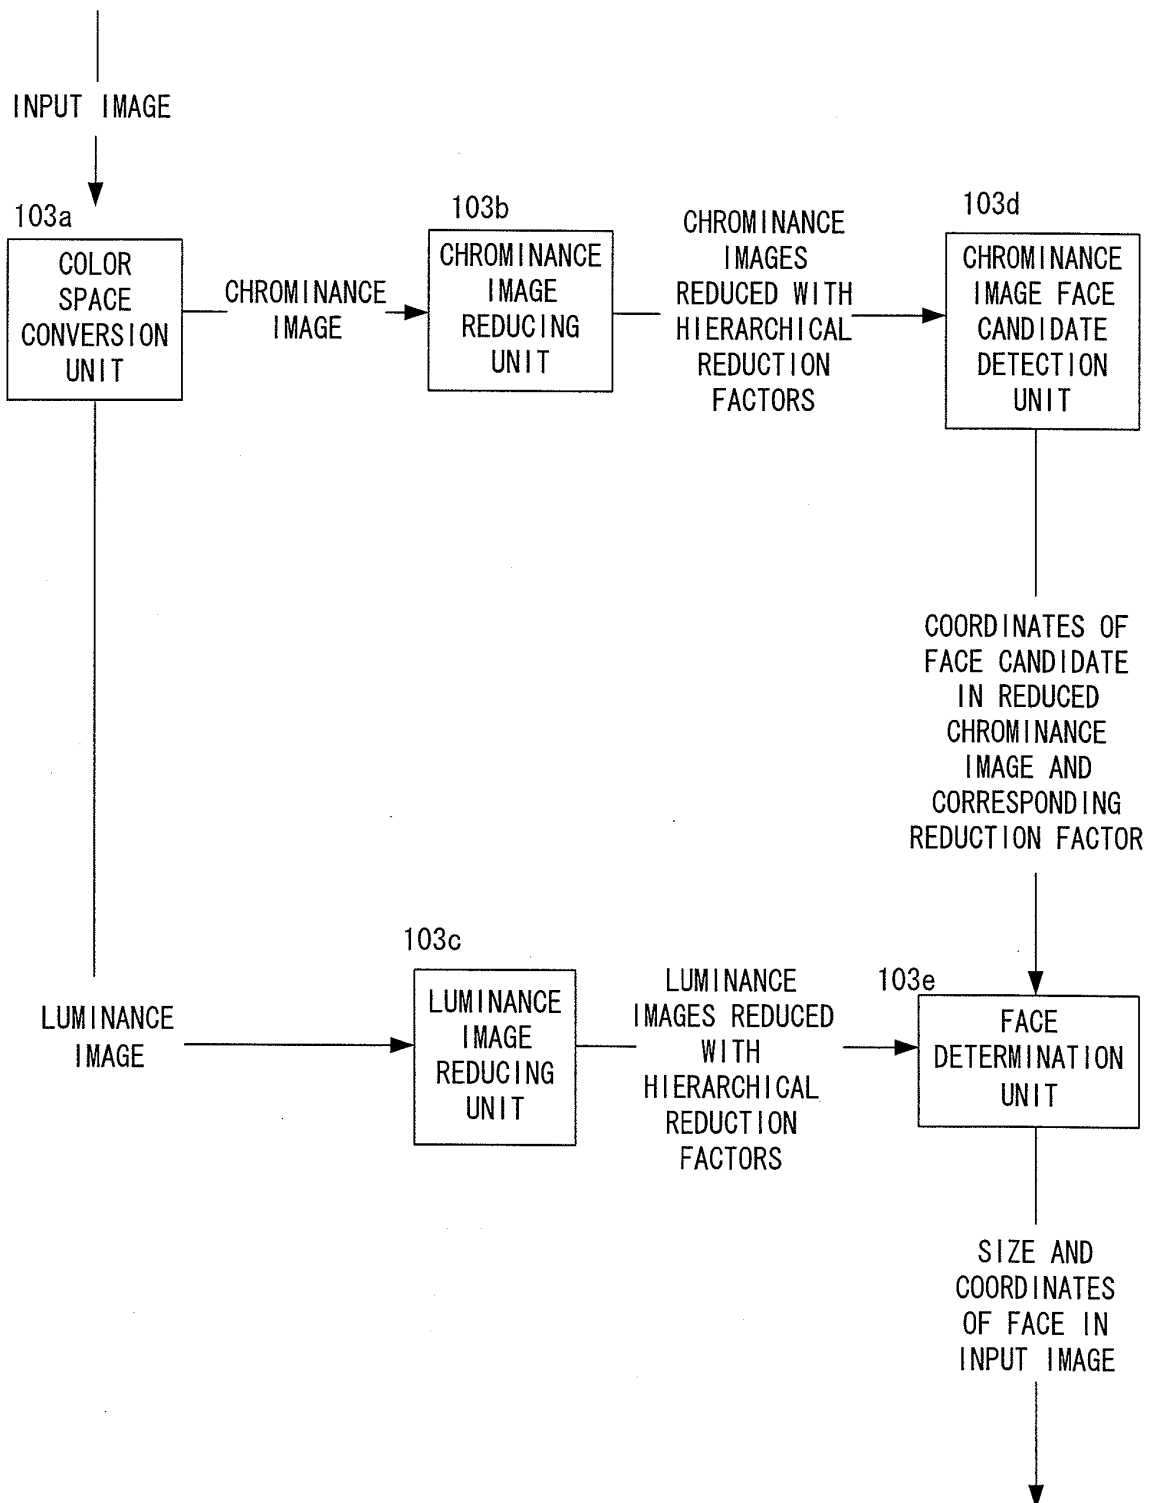 INPUT IMAGE
103a
COLOR
SPACE
CONVERSION
UNIT
CHROMINANCE
IMAGE
103b
CHROMINANCE
IMAGE
REDUCING
UNIT
CHROMINANCE
IMAGES
REDUCED WITH
HIERARCHICAL
REDUCTION
FACTORS
103d
CHROMINANCE
IMAGE FACE
CANDIDATE
DETECTION
UNIT
COORDINATES OF
FACE CANDIDATE
IN REDUCED
CHROMINANCE
IMAGE AND
CORRESPONDING
REDUCTION FACTOR
LUMINANCE
IMAGE
103c
LUMINANCE
IMAGE
REDUCING
UNIT
LUMINANCE
IMAGES REDUCED
WITH
HIERARCHICAL
REDUCTION
FACTORS
103e
FACE
DETERMINATION
UNIT
SIZE AND
COORDINATES
OF FACE IN
INPUT IMAGE